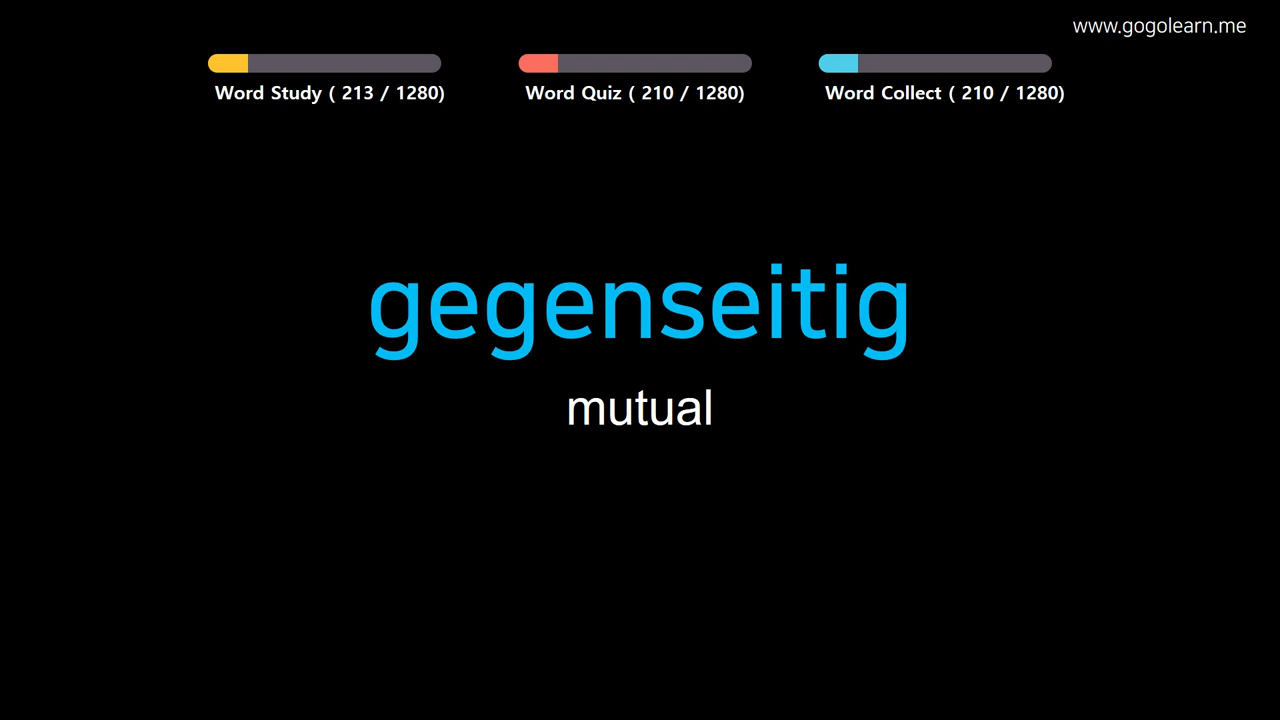 www.gogolearn.me
Word Study ( 213 / 1280)
Word Quiz ( 210 / 1280)
Word Collect ( 210 / 1280)
gegenseitig
mutual